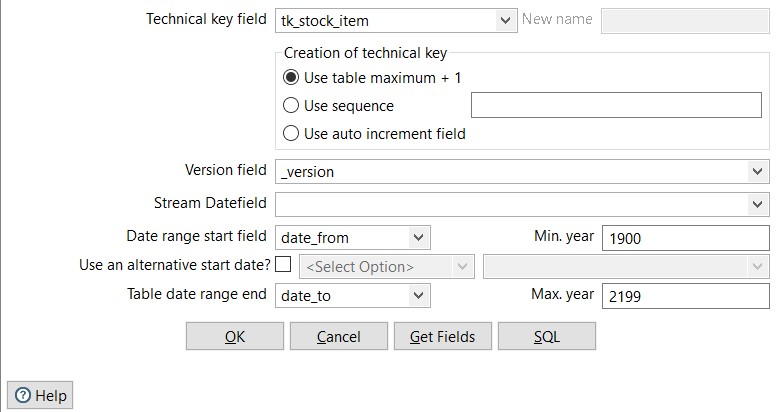 Technical key field tk_stock_item New name
Creation of technical key
Use table maximum + 1
Use sequence
Use auto increment field
Version field _version
Stream Datefield
Date range start field date_from Min. year 1900
Use an alternative start date? <Select Option>
Table date range end date_to Max. year 2199
OK Cancel Get Fields SQL
Help